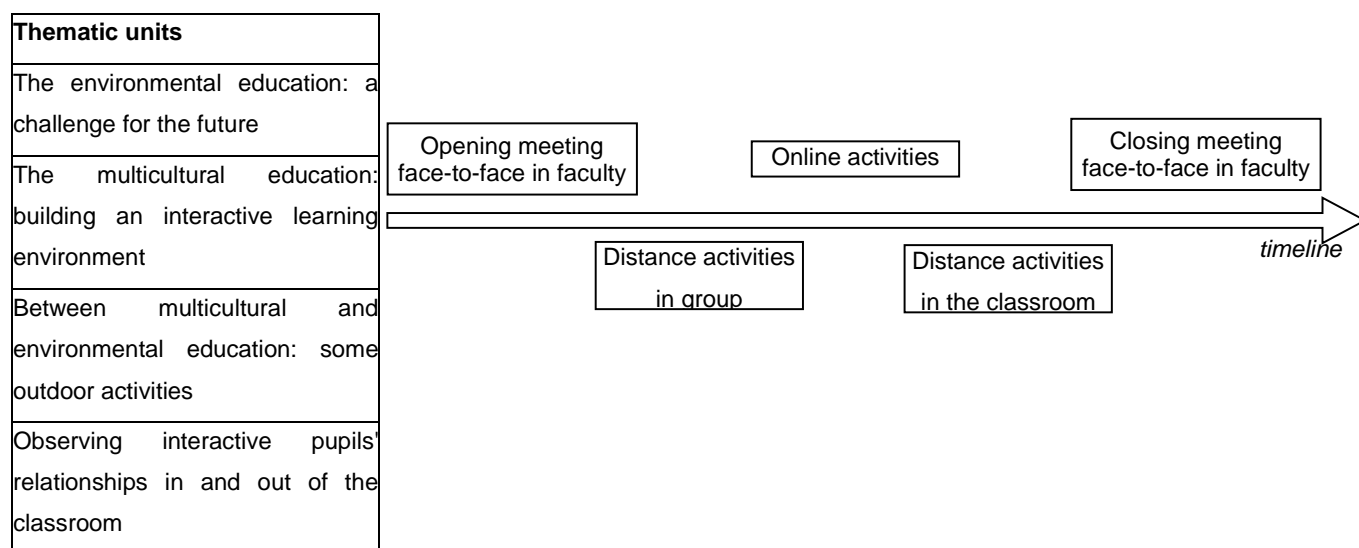 Thematic units
The environmental education: a
challenge for the future
The multicultural education:
building an interactive learning
environment
Between multicultural and
environmental education: some
outdoor activities
Observing interactive pupils'
relationships in and out of the
classroom
Opening meeting
face-to-face in faculty
Online activities
Closing meeting
face-to-face in faculty
timeline
Distance activities
in group
Distance activities
in the classroom